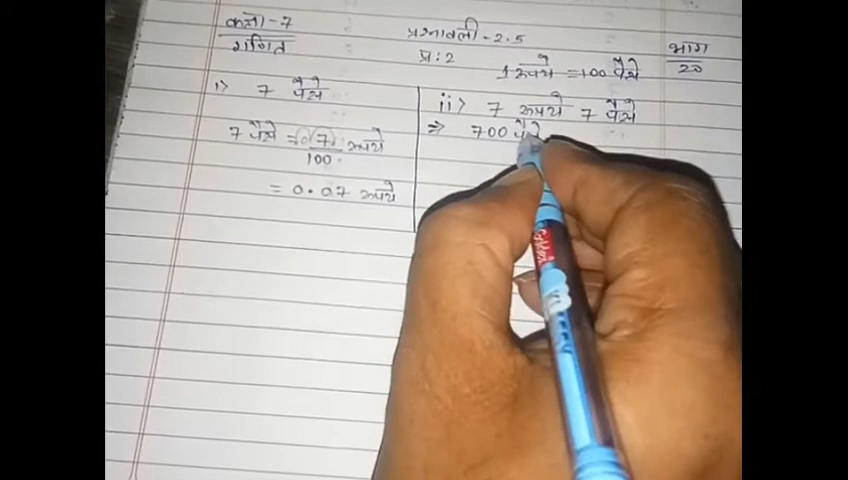 कक्षा - 7
गणित
प्रश्नावली - 2.5
प्र : 2
भाग
20
1 रूपये = 100 पैसे
i> 7 पैसे
7 पैसे = 7 रूपये
100
= 0.07 रूपये
ii> 7 रूपये 7 पैसे
⇒ 700 पैसे